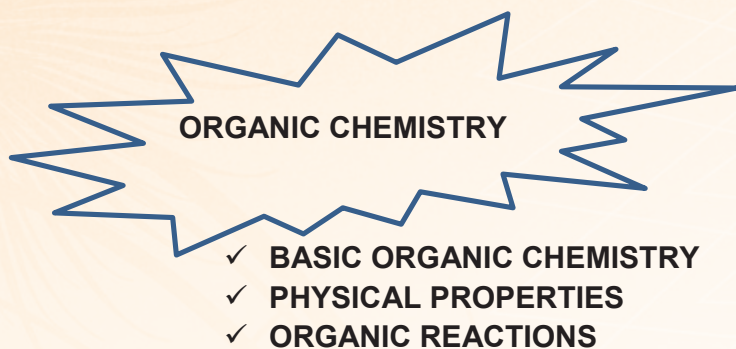 ORGANIC CHEMISTRY
✓ BASIC ORGANIC CHEMISTRY
✓ PHYSICAL PROPERTIES
✓ ORGANIC REACTIONS